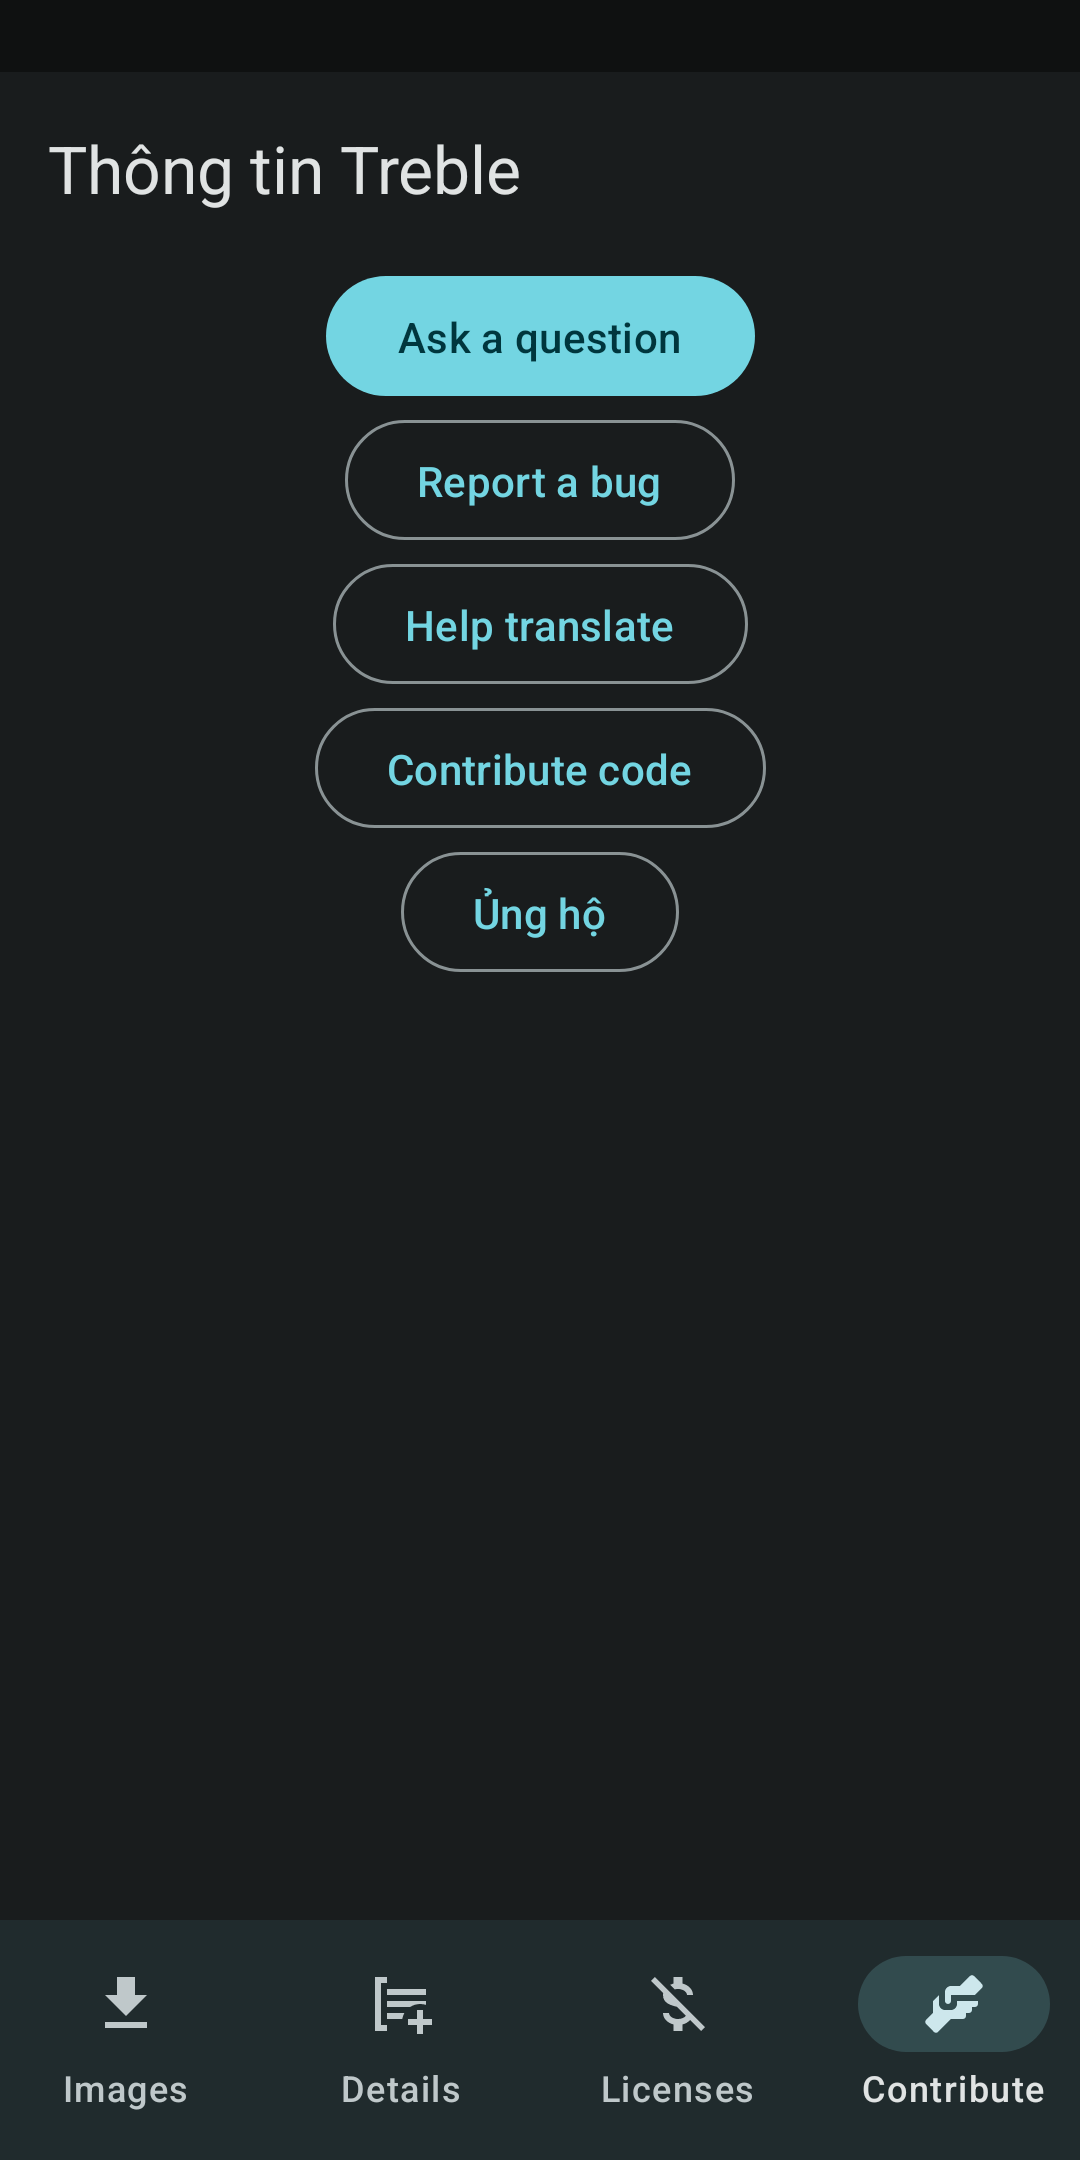 Thông tin Treble
Ask a question
Report a bug
Help translate
Contribute code
Ủng hộ
Images
Details
Licenses
Contribute